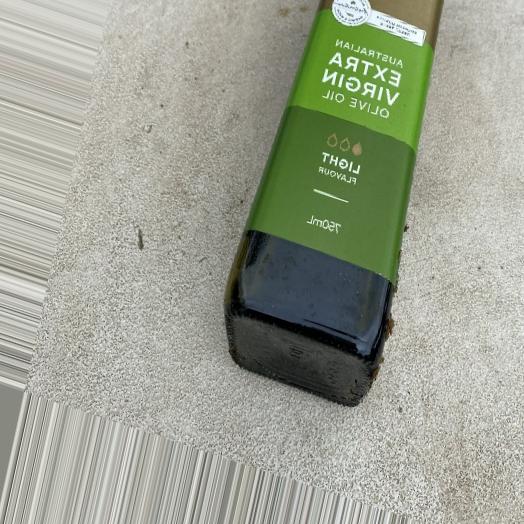 AUSTRALIAN
EXTRA
VIRGIN
OLIVE OIL
LIGHT
FLAVOUR
750mL